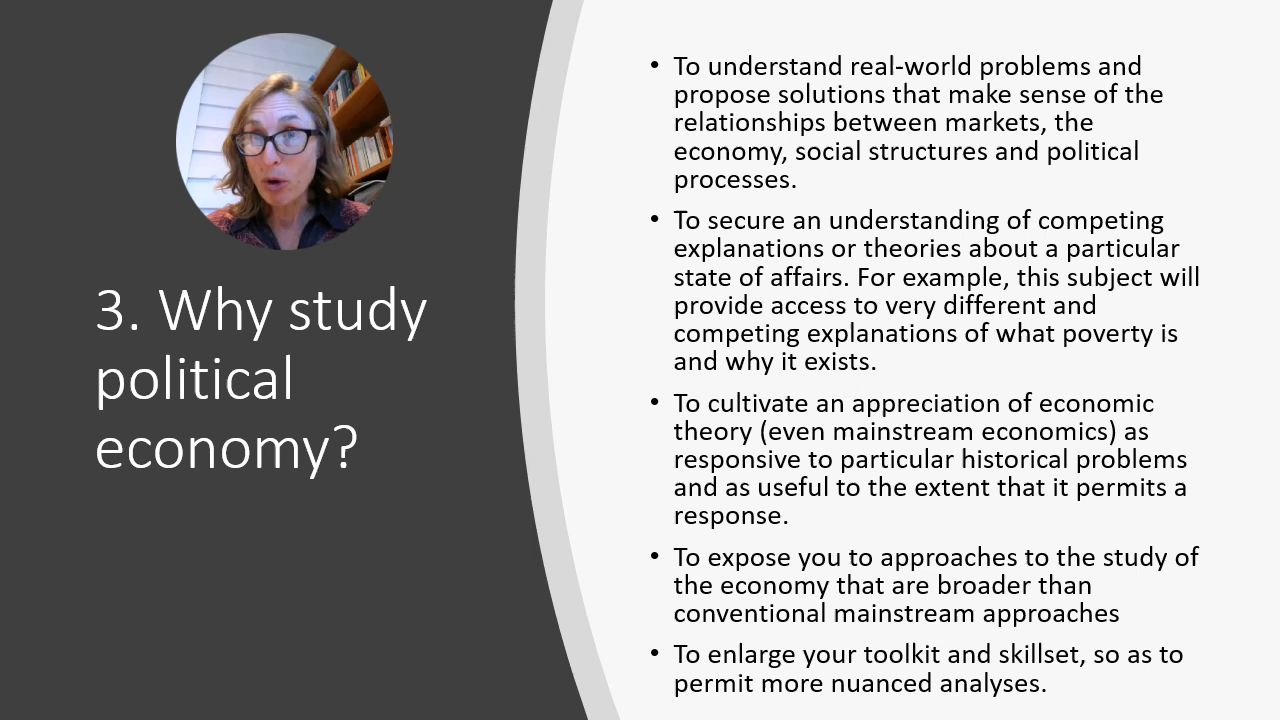 3. Why study
political
economy?
• To understand real-world problems and
propose solutions that make sense of the
relationships between markets, the
economy, social structures and political
processes.
• To secure an understanding of competing
explanations or theories about a particular
state of affairs. For example, this subject will
provide access to very different and
competing explanations of what poverty is
and why it exists.
• To cultivate an appreciation of economic
theory (even mainstream economics) as
responsive to particular historical problems
and as useful to the extent that it permits a
response.
• To expose you to approaches to the study of
the economy that are broader than
conventional mainstream approaches
• To enlarge your toolkit and skillset, so as to
permit more nuanced analyses.